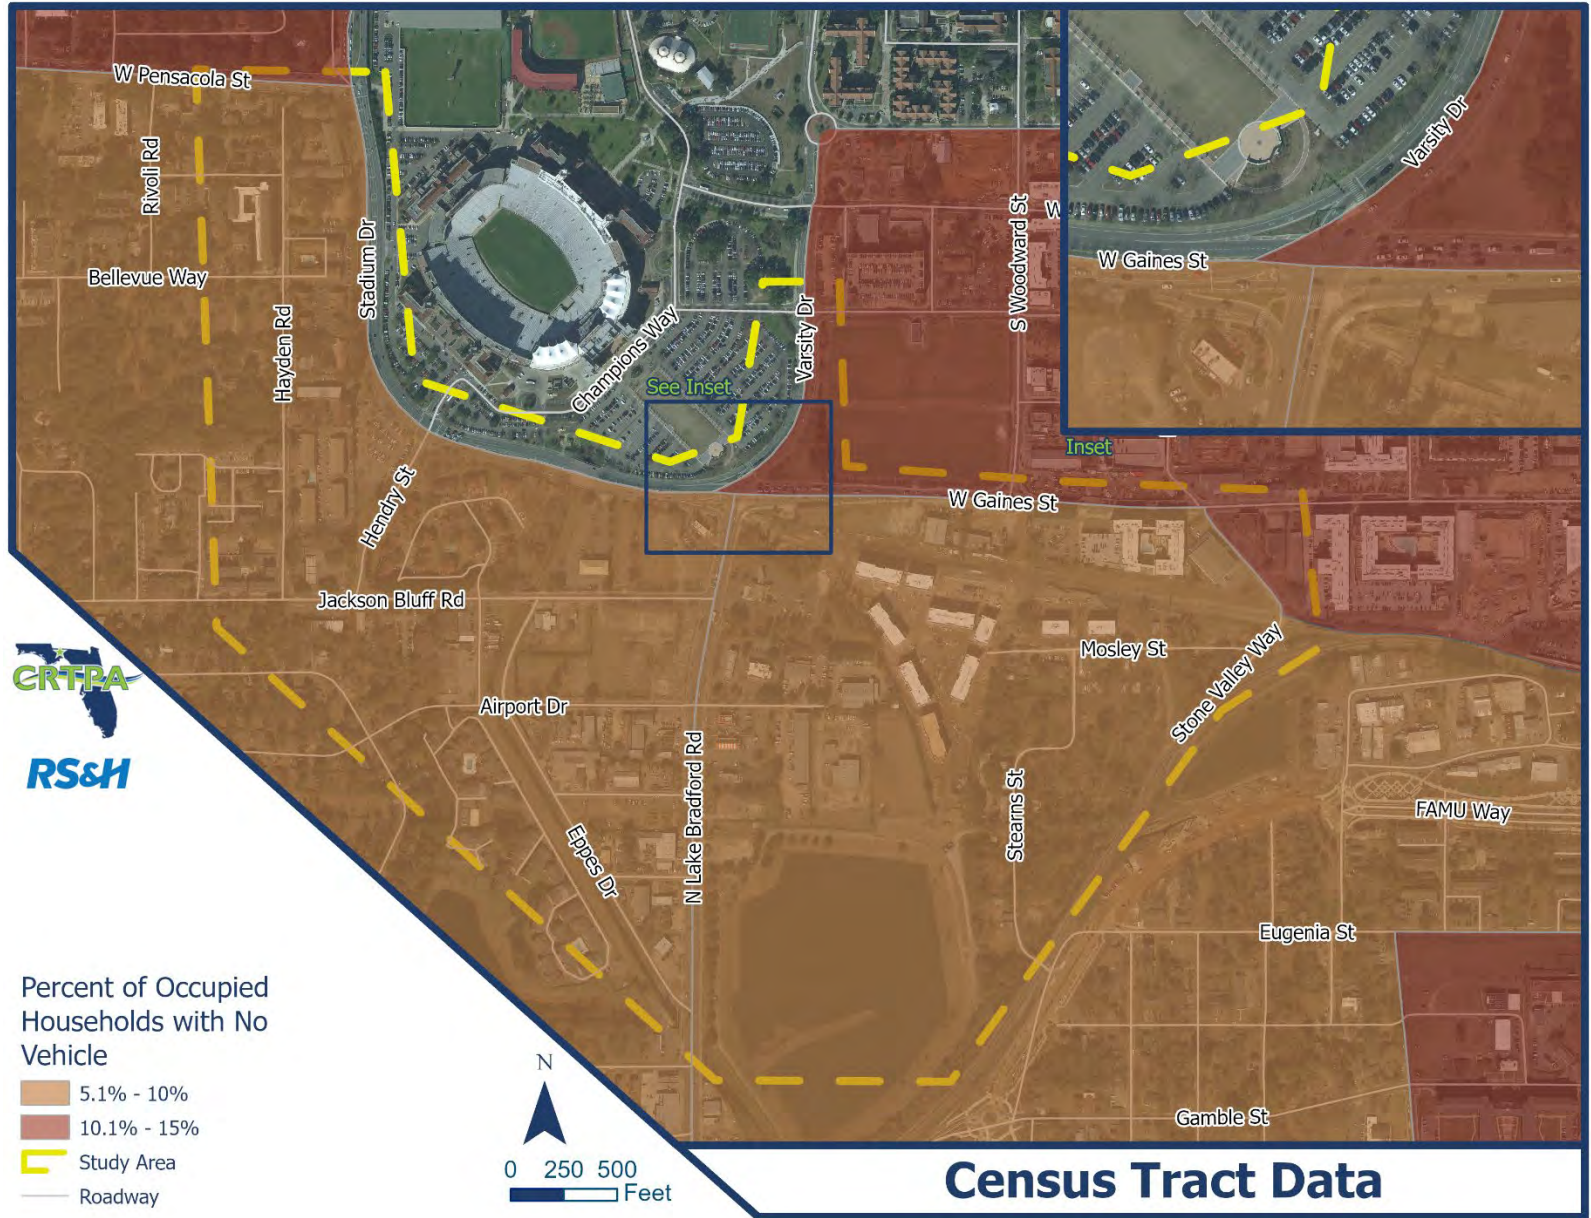 W Pensacola St
Rivoli Rd
Bellevue Way
Hayden Rd
Stadium Dr
Champions Way
See Inset
Varsity Dr
S Woodward St
W
Varsity Dr
W Gaines St
Inset
W Gaines St
Hendry St
Jackson Bluff Rd
Mosley St
Stone Valley Way
Airport Dr
N Lake Bradford Rd
Stearns St
FAMU Way
Eppes Dr
Eugenia St
Gamble St
CRTPA
RS&H
Percent of Occupied
Households with No
Vehicle
5.1% - 10%
10.1% - 15%
Study Area
Roadway
N
0 250 500
Feet
Census Tract Data